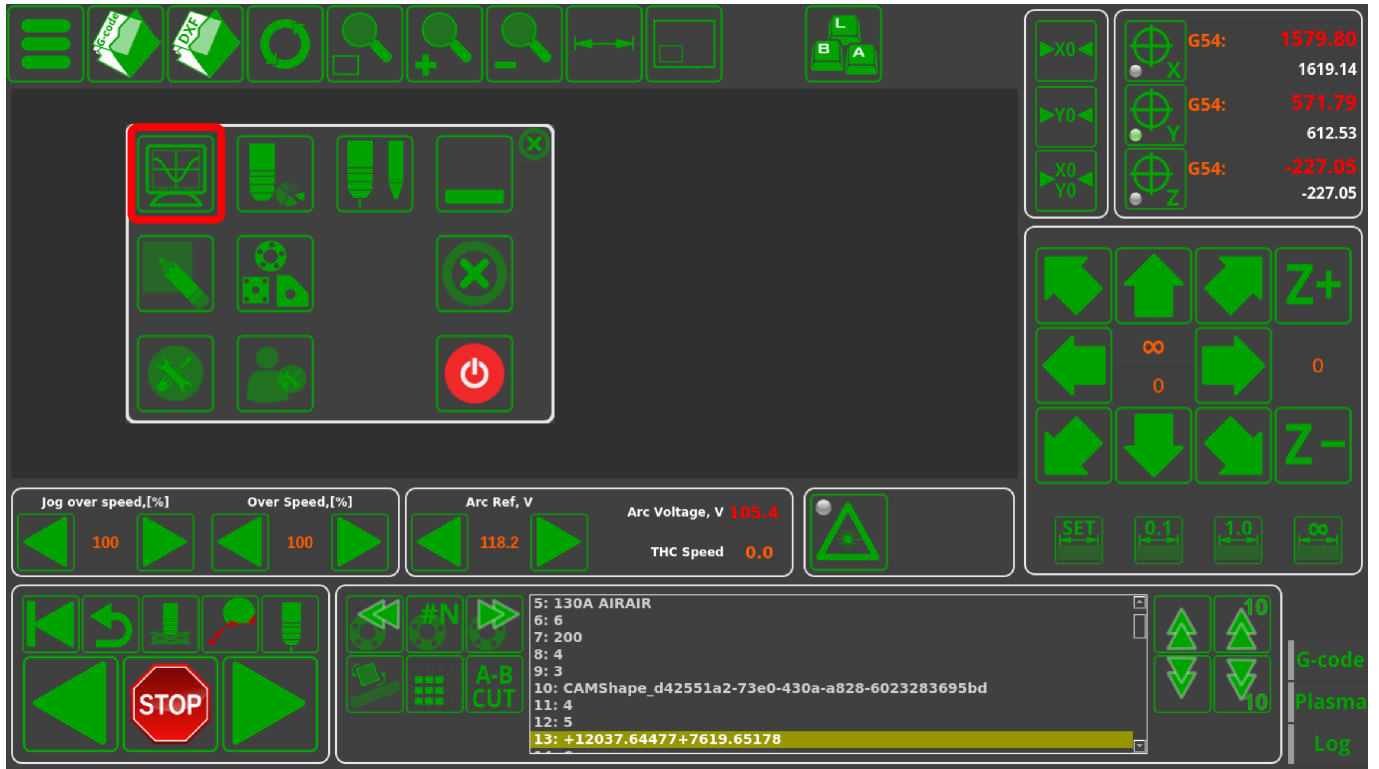 G-code
DXF
L
B A
►X0◄
►Y0◄
X0
Y0
X
Y
Z
G54: 1579.80
1619.14
G54: 571.79
612.53
G54: -227.05
-227.05
Z+
∞
0
0
Z−
SET
0.1
1.0
∞
Jog over speed,[%]
100
Over Speed,[%]
100
Arc Ref, V
118.2
Arc Voltage, V 105.4
THC Speed 0.0
STOP
#N
A-B
CUT
5: 130A AIRAIR
6: 6
7: 200
8: 4
9: 3
10: CAMShape_d42551a2-73e0-430a-a828-6023283695bd
11: 4
12: 5
13: +12037.64477+7619.65178
10
10
G-code
Plasma
Log